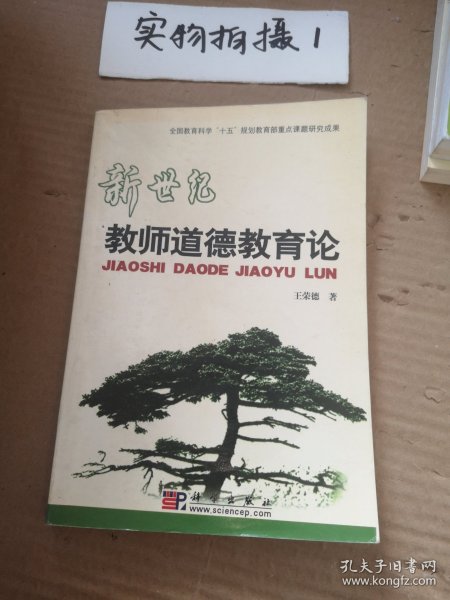 实物拍摄1
全国教育科学“十五”规划教育部重点课题研究成果
新世纪
教师道德教育论
JIAOSHI DAODE JIAOYU LUN
王荣德 著
SP 科学出版社
www.sciencep.com
孔夫子旧书网
www.kongfz.com